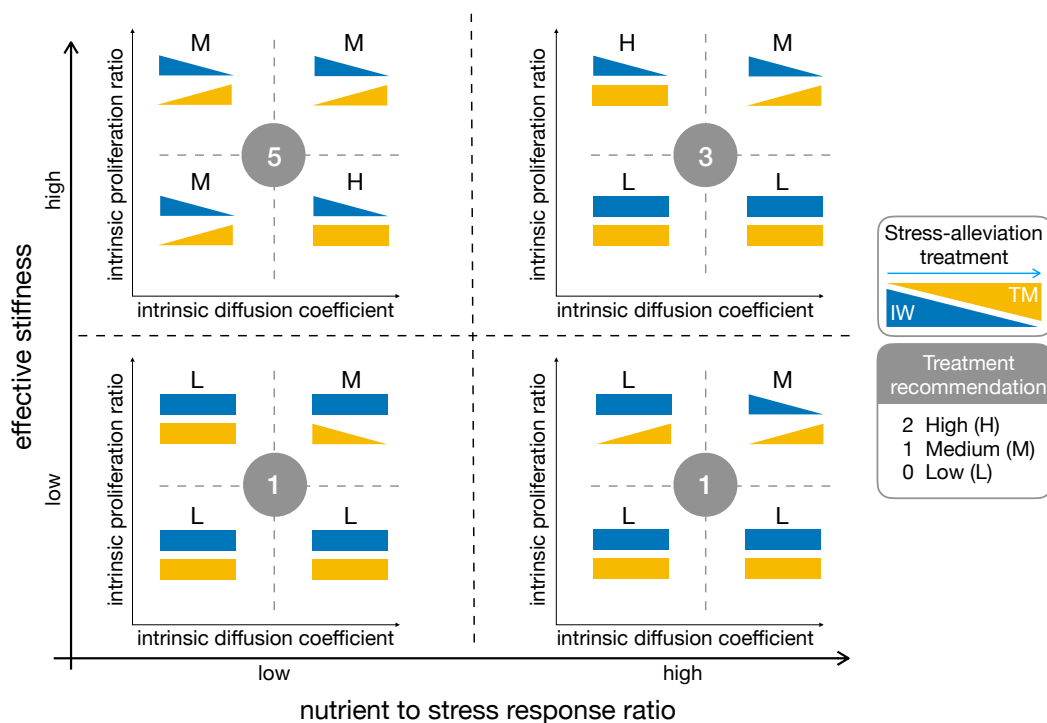 effective stiffness
high
low
intrinsic proliferation ratio
M
M
5
M
H
intrinsic diffusion coefficient
intrinsic proliferation ratio
H
M
3
L
L
intrinsic diffusion coefficient
intrinsic proliferation ratio
L
M
1
L
L
intrinsic diffusion coefficient
intrinsic proliferation ratio
L
M
1
L
L
intrinsic diffusion coefficient
low
high
nutrient to stress response ratio
Stress-alleviation
treatment
TM
IW
Treatment
recommendation
2 High (H)
1 Medium (M)
0 Low (L)